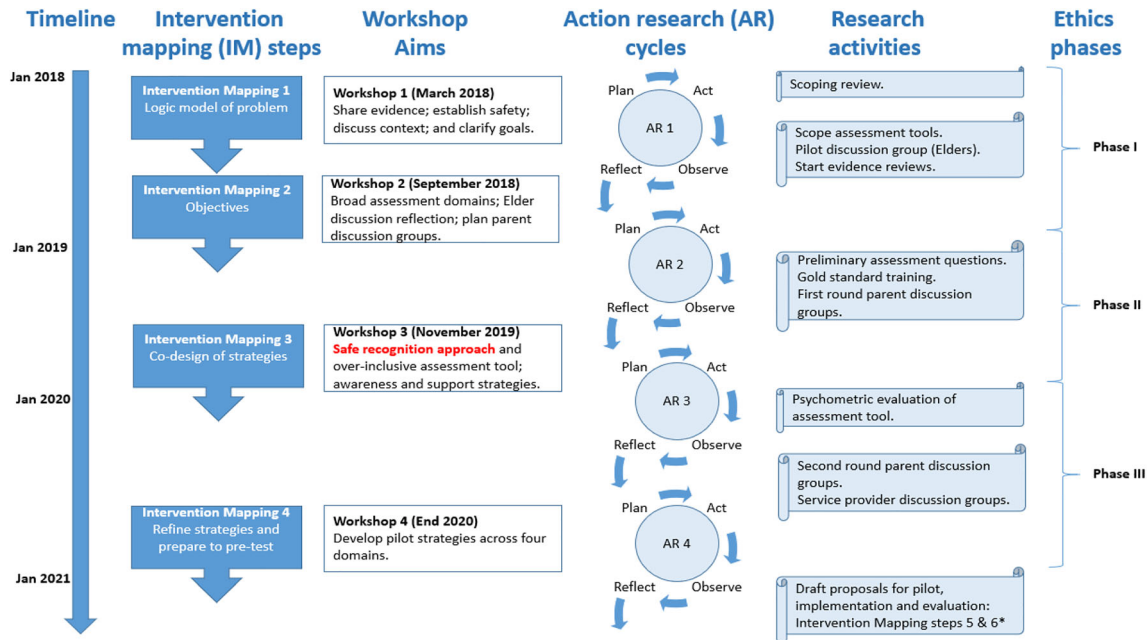 Timeline
Intervention
mapping (IM) steps
Workshop
Aims
Action research (AR)
cycles
Research
activities
Ethics
phases
Jan 2018
Jan 2019
Jan 2020
Jan 2021
Intervention Mapping 1
Logic model of problem
Intervention Mapping 2
Objectives
Intervention Mapping 3
Co-design of strategies
Intervention Mapping 4
Refine strategies and
prepare to pre-test
Workshop 1 (March 2018)
Share evidence; establish safety;
discuss context; and clarify goals.
Workshop 2 (September 2018)
Broad assessment domains; Elder
discussion reflection; plan parent
discussion groups.
Workshop 3 (November 2019)
Safe recognition approach and
over-inclusive assessment tool;
awareness and support strategies.
Workshop 4 (End 2020)
Develop pilot strategies across four
domains.
Plan
Act
AR 1
Reflect
Observe
Plan
Act
AR 2
Reflect
Observe
Plan
Act
AR 3
Reflect
Observe
Plan
Act
AR 4
Reflect
Observe
Scoping review.
Scope assessment tools.
Pilot discussion group (Elders).
Start evidence reviews.
Preliminary assessment questions.
Gold standard training.
First round parent discussion
groups.
Psychometric evaluation of
assessment tool.
Second round parent discussion
groups.
Service provider discussion groups.
Draft proposals for pilot,
implementation and evaluation:
Intervention Mapping steps 5 & 6*
Phase I
Phase II
Phase III